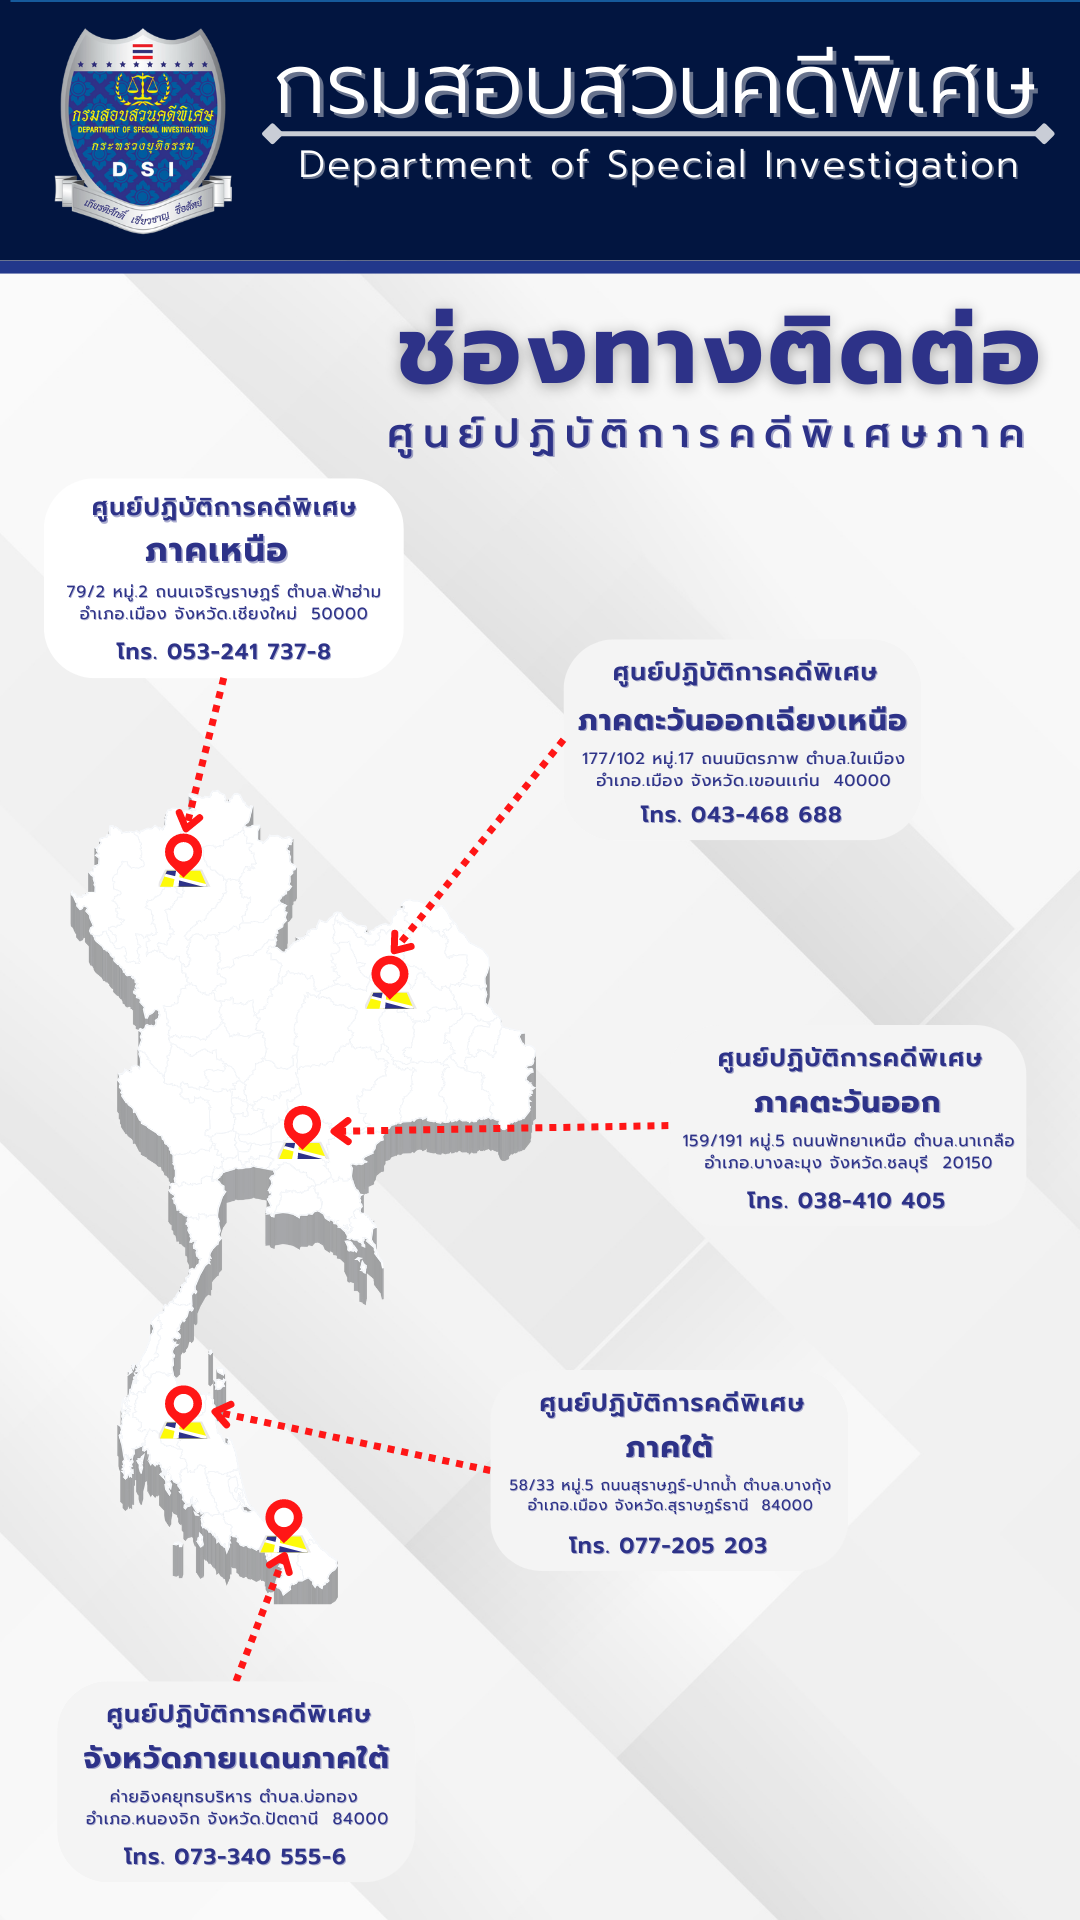 กรมสอบสวนคดีพิเศษ
DEPARTMENT OF SPECIAL INVESTIGATION
กระทรวงยุติธรรม
DSI
เกียรติศักดิ์ เชี่ยวชาญ ซื่อสัตย์
กรมสอบสวนคดีพิเศษ
Department of Special Investigation
ช่องทางติดต่อ
ศูนย์ปฏิบัติการคดีพิเศษภาค
ศูนย์ปฏิบัติการคดีพิเศษ
ภาคเหนือ
79/2 หมู่.2 ถนนเจริญราษฎร์ ตำบล.ฟ้าฮ่าม
อำเภอ.เมือง จังหวัด.เชียงใหม่ 50000
โทร. 053-241 737-8
ศูนย์ปฏิบัติการคดีพิเศษ
ภาคตะวันออกเฉียงเหนือ
177/102 หมู่.17 ถนนมิตรภาพ ตำบล.ในเมือง
อำเภอ.เมือง จังหวัด.เขอนแก่น 40000
โทร. 043-468 688
ศูนย์ปฏิบัติการคดีพิเศษ
ภาคตะวันออก
159/191 หมู่.5 ถนนพัทยาเหนือ ตำบล.นาเกลือ
อำเภอ.บางละมุง จังหวัด.ชลบุรี 20150
โทร. 038-410 405
ศูนย์ปฏิบัติการคดีพิเศษ
ภาคใต้
58/33 หมู่.5 ถนนสุราษฎร์-ปากน้ำ ตำบล.บางกุ้ง
อำเภอ.เมือง จังหวัด.สุราษฎร์ธานี 84000
โทร. 077-205 203
ศูนย์ปฏิบัติการคดีพิเศษ
จังหวัดภายแดนภาคใต้
ค่ายอิงคยุทธบริหาร ตำบล.บ่อทอง
อำเภอ.หนองจิก จังหวัด.ปัตตานี 84000
โทร. 073-340 555-6